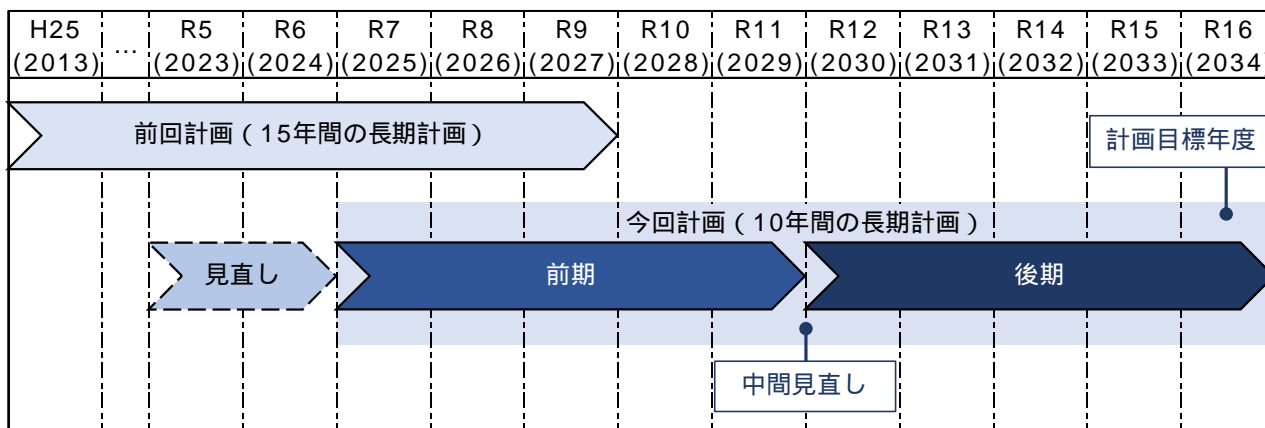 H25 … R5 R6 R7 R8 R9 R10 R11 R12 R13 R14 R15 R16
(2013) (2023) (2024) (2025) (2026) (2027) (2028) (2029) (2030) (2031) (2032) (2033) (2034)
前回計画（15年間の長期計画）
計画目標年度
今回計画（10年間の長期計画）
見直し 前期 後期
中間見直し